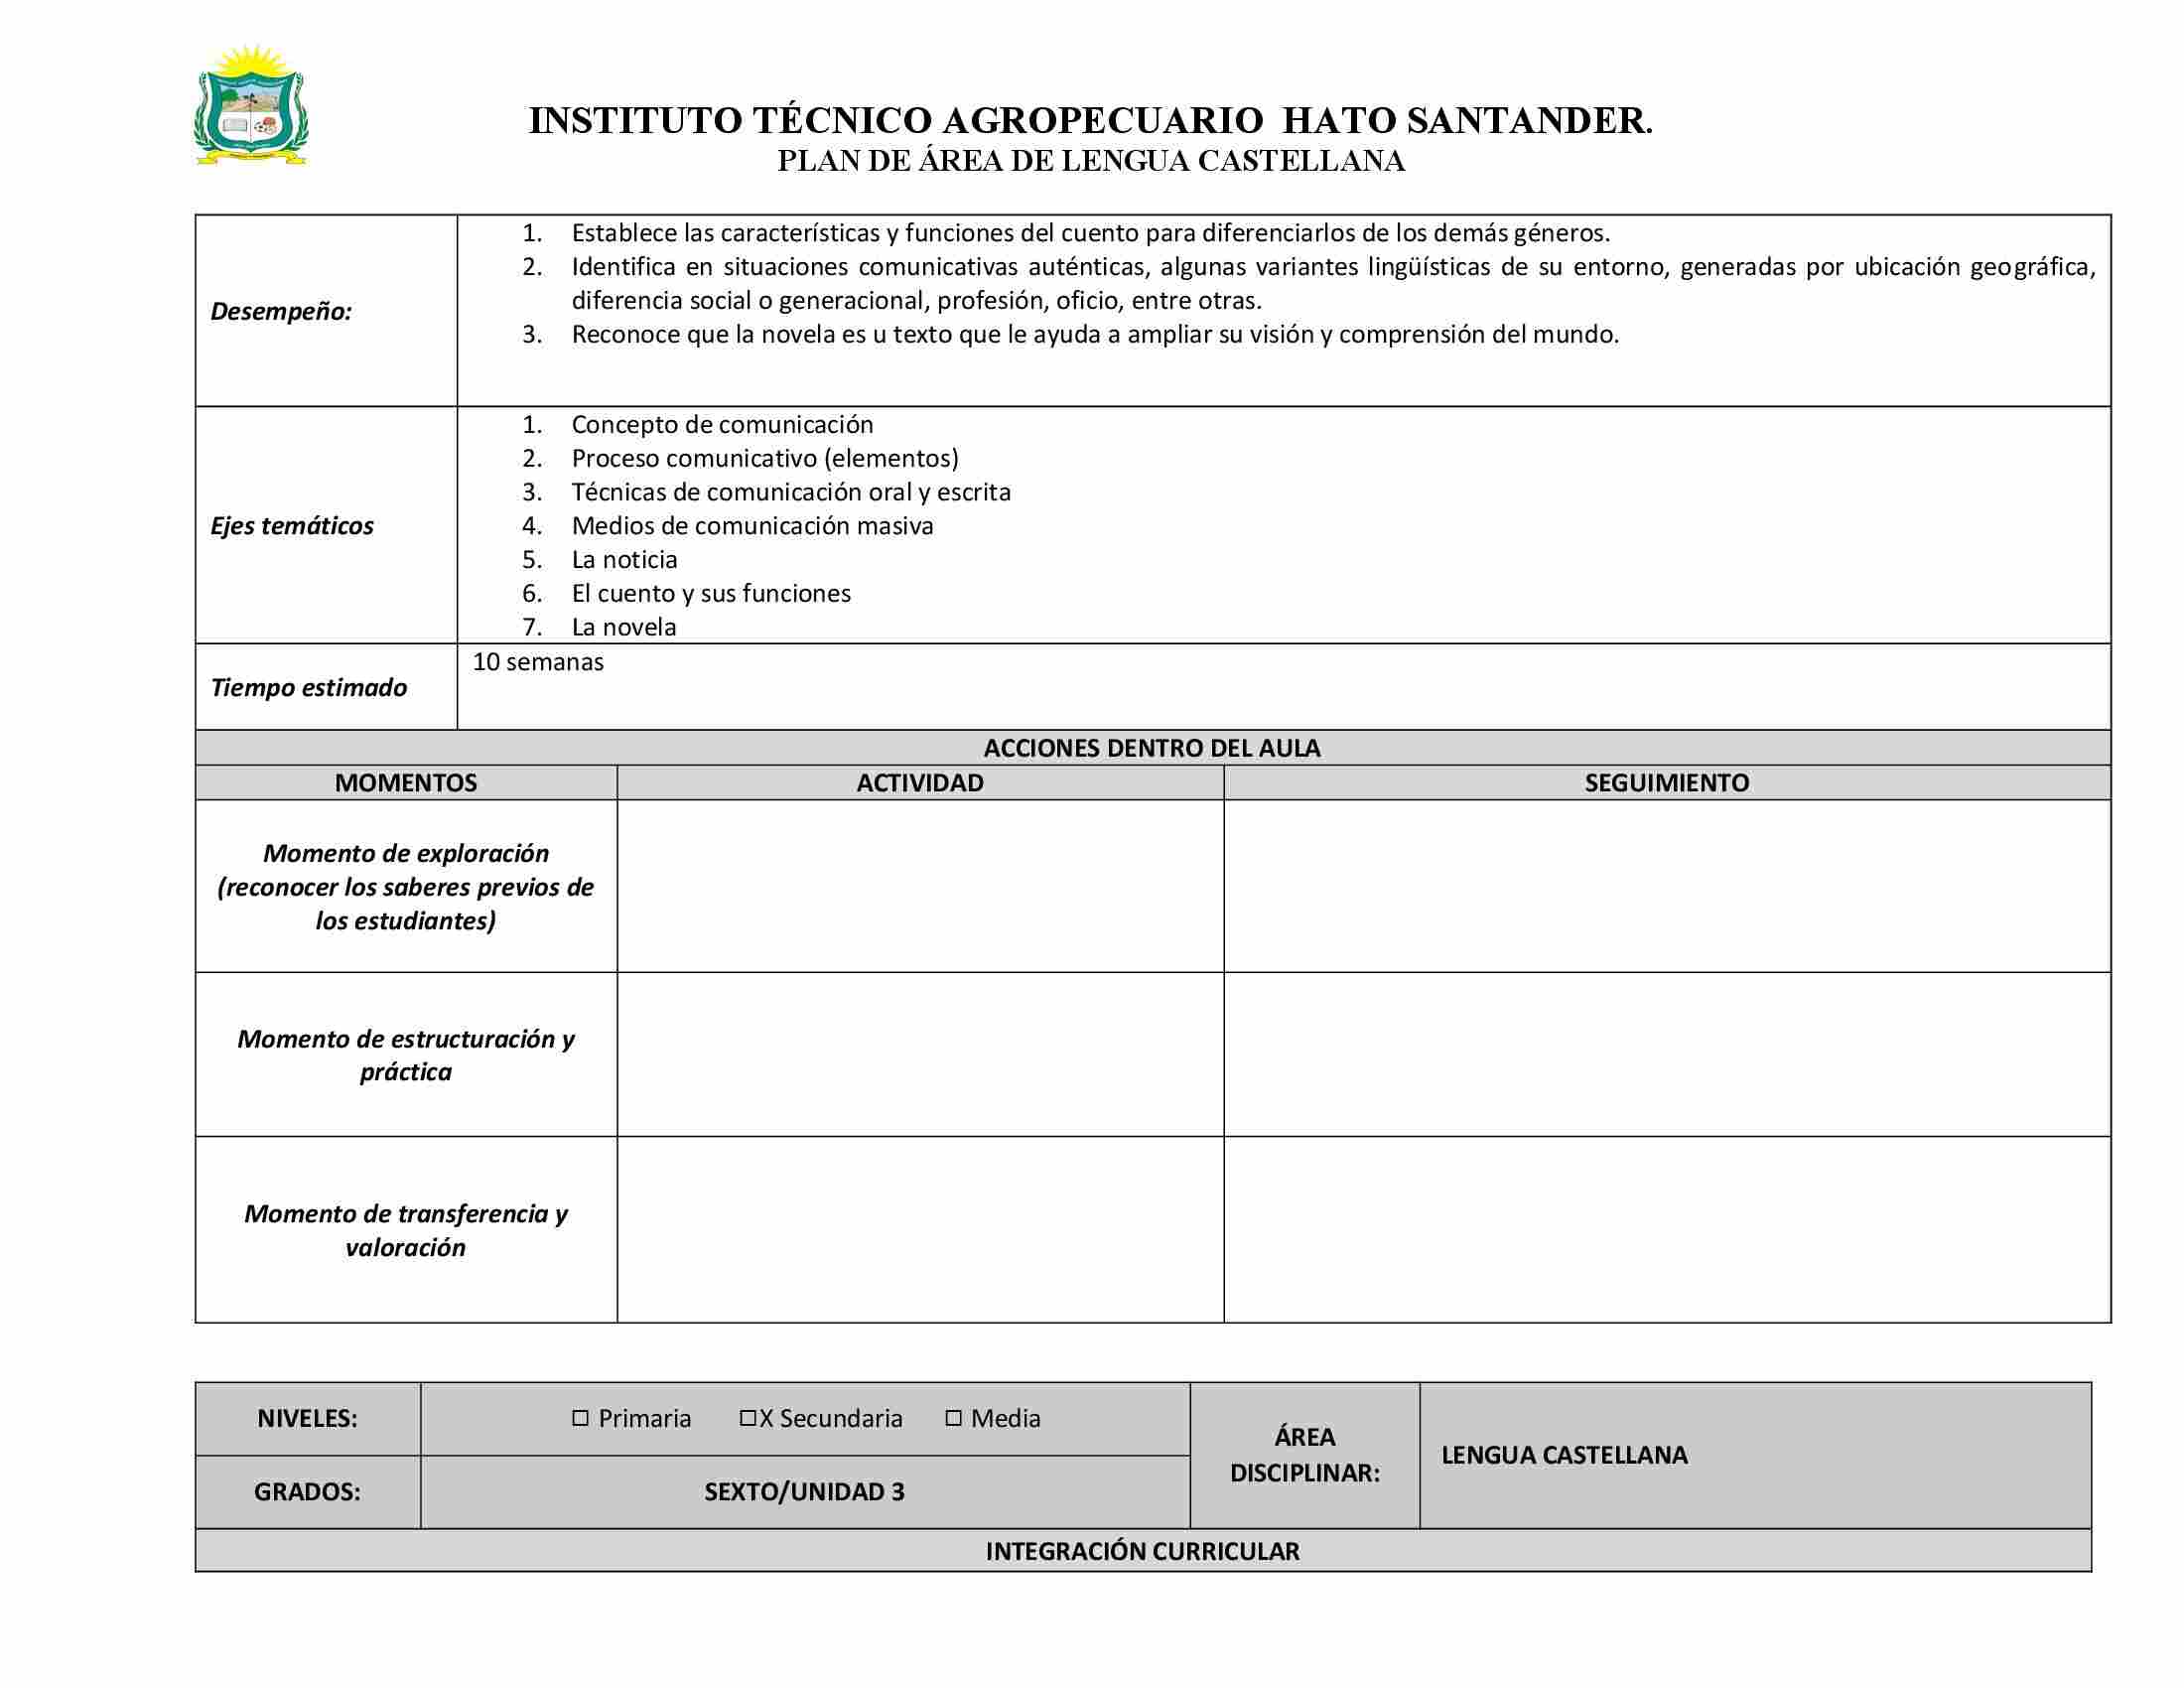 INSTITUTO TÉCNICO AGROPECUARIO HATO SANTANDER.
PLAN DE ÁREA DE LENGUA CASTELLANA
Desempeño:
1. Establece las características y funciones del cuento para diferenciarlos de los demás géneros.
2. Identifica en situaciones comunicativas auténticas, algunas variantes lingüísticas de su entorno, generadas por ubicación geográfica,
diferencia social o generacional, profesión, oficio, entre otras.
3. Reconoce que la novela es u texto que le ayuda a ampliar su visión y comprensión del mundo.
Ejes temáticos
1. Concepto de comunicación
2. Proceso comunicativo (elementos)
3. Técnicas de comunicación oral y escrita
4. Medios de comunicación masiva
5. La noticia
6. El cuento y sus funciones
7. La novela
Tiempo estimado
10 semanas
ACCIONES DENTRO DEL AULA
MOMENTOS ACTIVIDAD SEGUIMIENTO
Momento de exploración
(reconocer los saberes previos de
los estudiantes)
Momento de estructuración y
práctica
Momento de transferencia y
valoración
NIVELES: □ Primaria □X Secundaria □ Media
GRADOS: SEXTO/UNIDAD 3
ÁREA
DISCIPLINAR:
LENGUA CASTELLANA
INTEGRACIÓN CURRICULAR